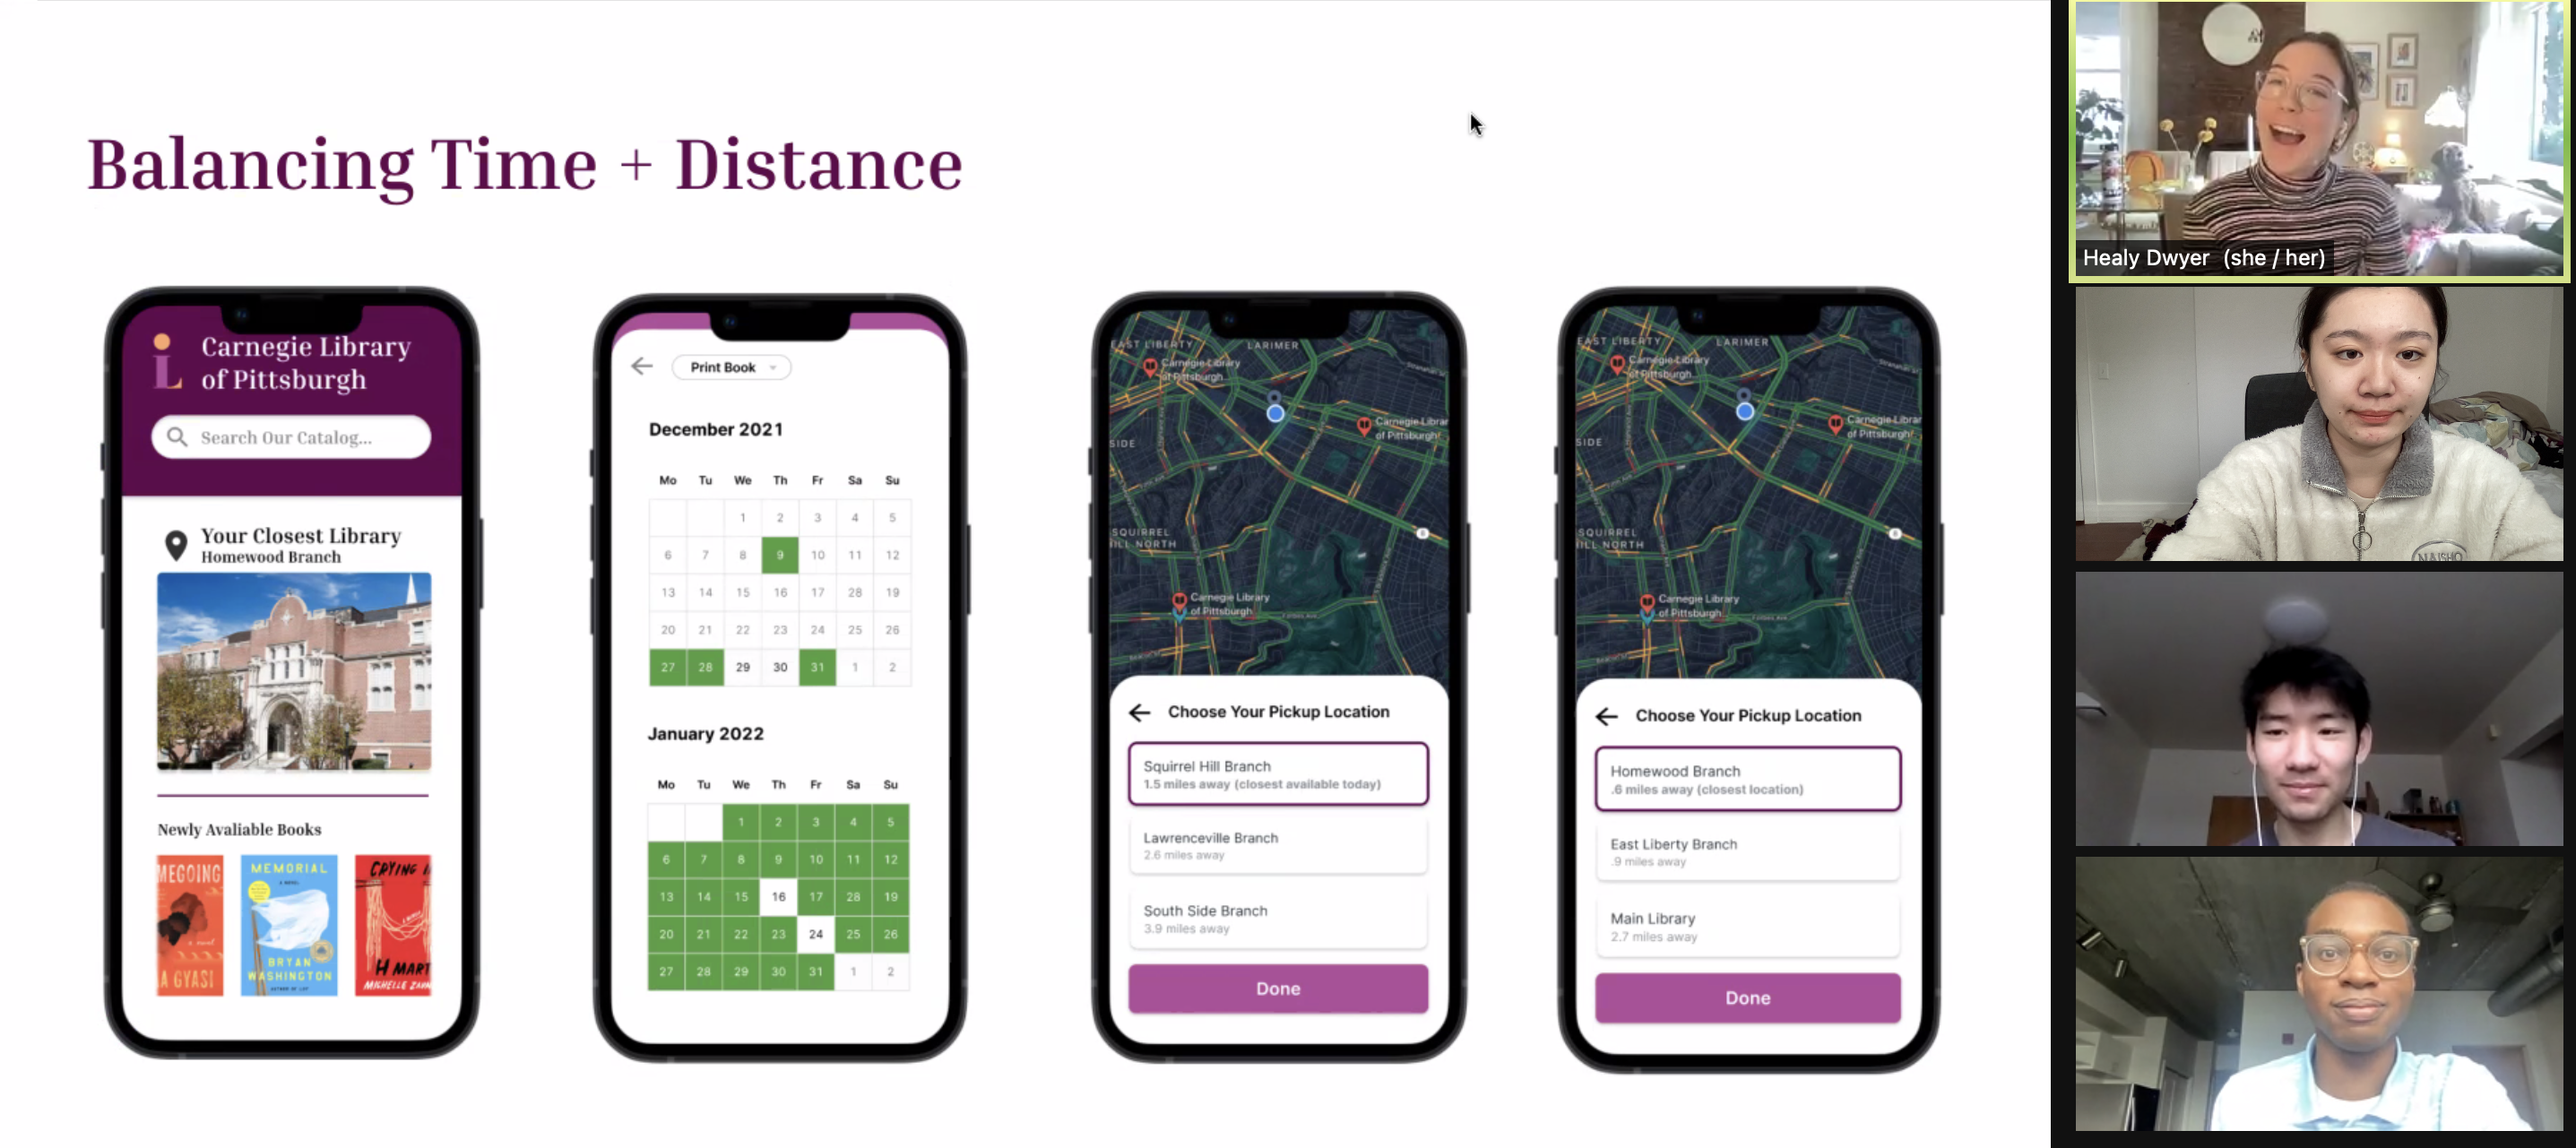 Balancing Time + Distance
Carnegie Library
of Pittsburgh
Search Our Catalog...
Your Closest Library
Homewood Branch
Newly Avaliable Books
MEGOING
a novel
A GYASI
MEMORIAL
A NOVEL
BRYAN
WASHINGTON
AUTHOR OF LOT
CRYING I
H MART
MICHELLE ZAUN
Print Book
December 2021
Mo Tu We Th Fr Sa Su
1 2 3 4 5
6 7 8 9 10 11 12
13 14 15 16 17 28 19
20 21 22 23 24 25 26
27 28 29 30 31 1 2
January 2022
Mo Tu We Th Fr Sa Su
1 2 3 4 5
6 7 8 9 10 11 12
13 14 15 16 17 28 19
20 21 22 23 24 25 26
27 28 29 30 31 1 2
EAST LIBERTY
LARIMER
Carnegie Library
of Pittsburgh
Carnegie Librar
of Pittsburgh
SIDE
SQUIRREL
ILL NORTH
Carnegie Library
of Pittsburgh
Choose Your Pickup Location
Squirrel Hill Branch
1.5 miles away (closest available today)
Lawrenceville Branch
2.6 miles away
South Side Branch
3.9 miles away
Done
EAST LIBERTY
LARIMER
Carnegie Library
of Pittsburgh
Carnegie Librar
of Pittsburgh
SIDE
SQUIRREL
ILL NORTH
Carnegie Library
of Pittsburgh
Choose Your Pickup Location
Homewood Branch
.6 miles away (closest location)
East Liberty Branch
.9 miles away
Main Library
2.7 miles away
Done
Healy Dwyer (she / her)